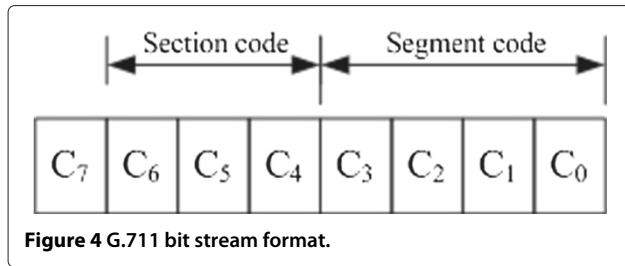 Section code Segment code
C₇ C₆ C₅ C₄ C₃ C₂ C₁ C₀
Figure 4 G.711 bit stream format.